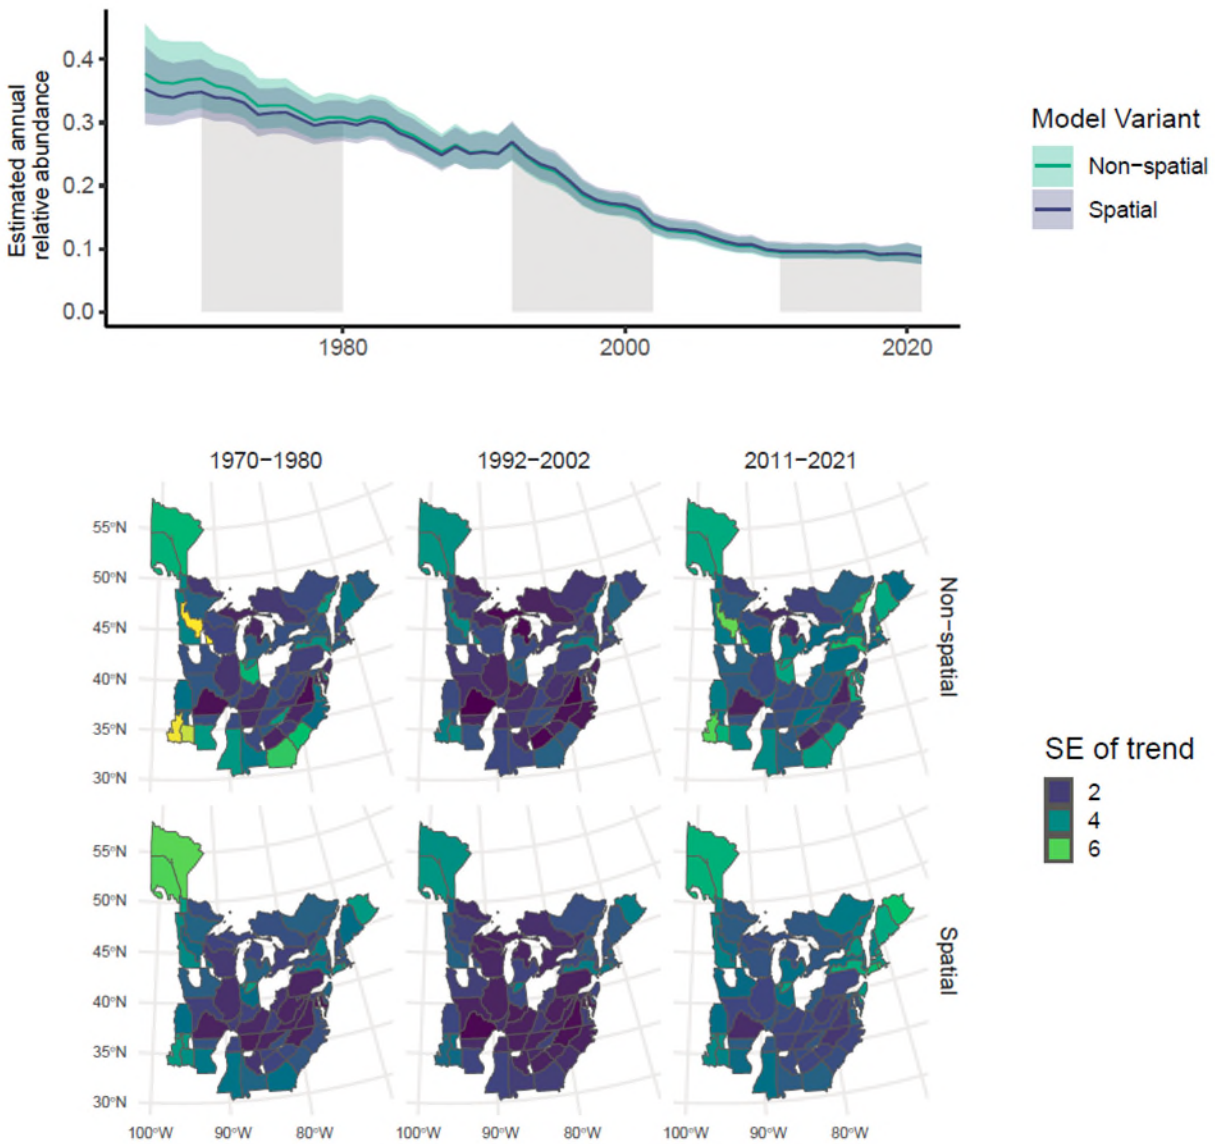 Estimated annual
relative abundance
0.4
0.3
0.2
0.1
0.0
1980
2000
2020
Model Variant
Non-spatial
Spatial
1970−1980
1992−2002
2011−2021
55°N
50°N
45°N
40°N
35°N
30°N
Non−spatial
55°N
50°N
45°N
40°N
35°N
30°N
Spatial
100°W
90°W
80°W
100°W
90°W
80°W
100°W
90°W
80°W
SE of trend
2
4
6